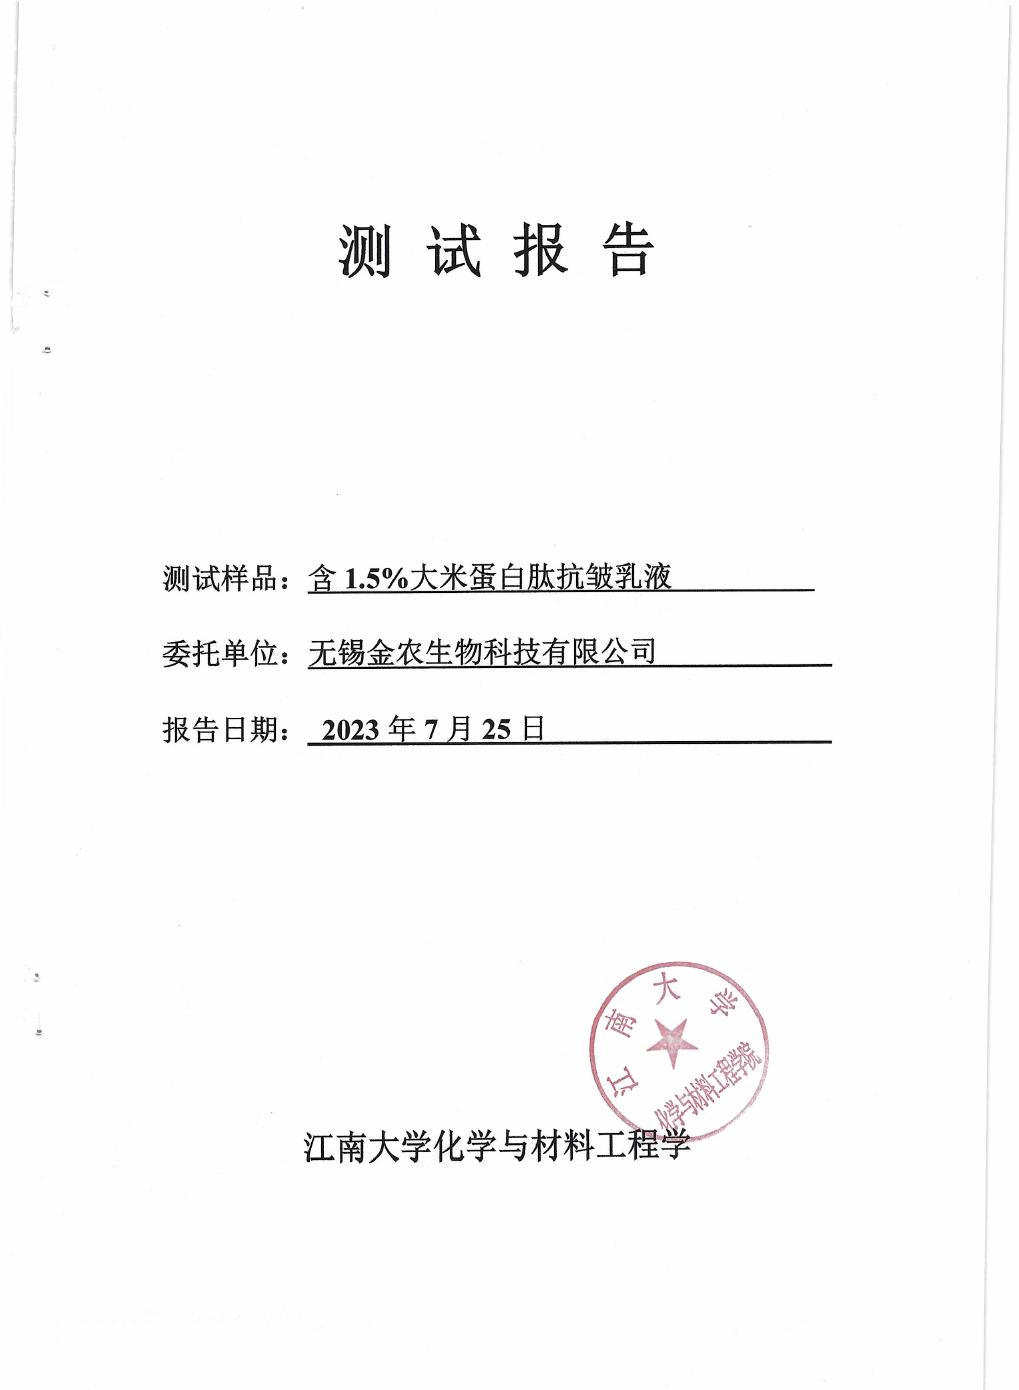 测试报告
测试样品：含 1.5%大米蛋白肽抗皱乳液
委托单位：无锡金农生物科技有限公司
报告日期： 2023 年 7 月 25 日
江南大学
化学与材料工程学院
江南大学化学与材料工程学